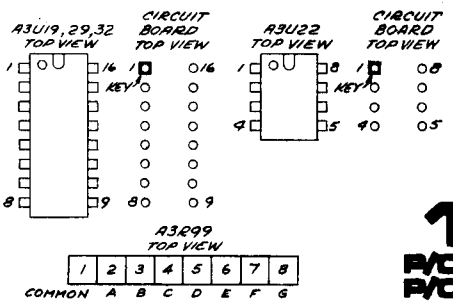 A3U19,29,32
TOP VIEW
CIRCUIT
BOARD
TOP VIEW
A3U22
TOP VIEW
CIRCUIT
BOARD
TOP VIEW
1 16 1 16 1 8 1 8
KEY KEY
4 5 4 5
8 9 8 9
A3R99
TOP VIEW
1 2 3 4 5 6 7 8
COMMON A B C D E F G
1
P/C
P/C